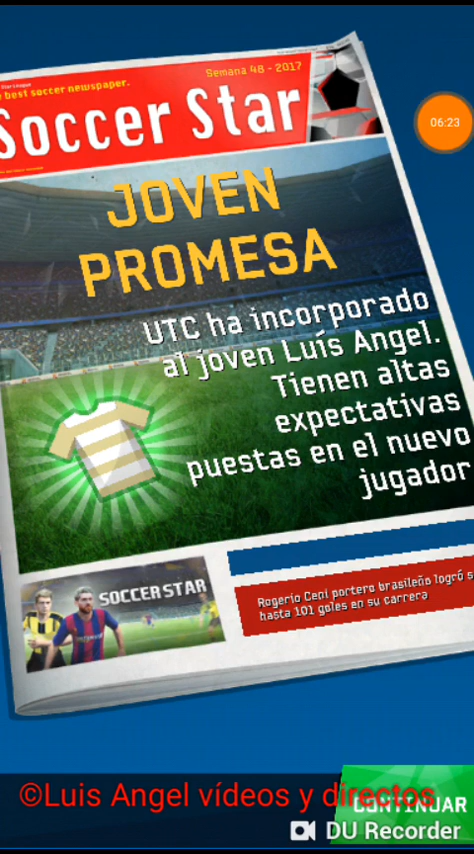 best soccer newspaper.
Semana 48 - 2017
Soccer Star
06:23
JOVEN
PROMESA
UTC ha incorporado
al joven Luís Angel.
Tienen altas
expectativas
puestas en el nuevo
jugador
SOCCER STAR
Rogerio Ceni portero brasileño logró
hasta 101 goles en su carrera
©Luis Angel vídeos y directos
CONTINUAR
DU Recorder